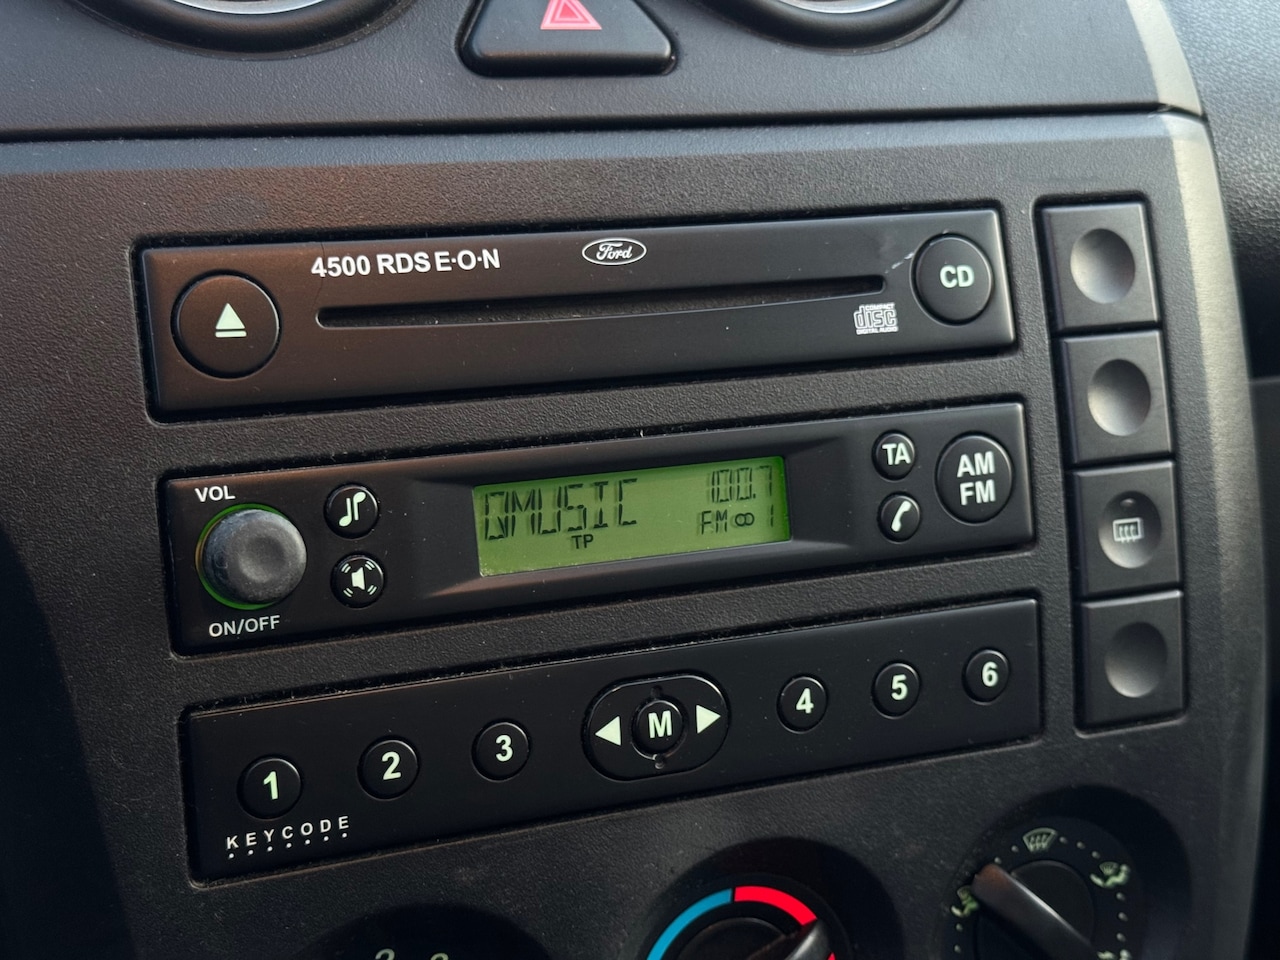 4500 RDS E·O·N
Ford
CD
COMPACT
disc
DIGITAL AUDIO
VOL
ON/OFF
QMUSIC
100.7
TP
FM 1
TA
AM
FM
1
2
3
M
4
5
6
KEYCODE